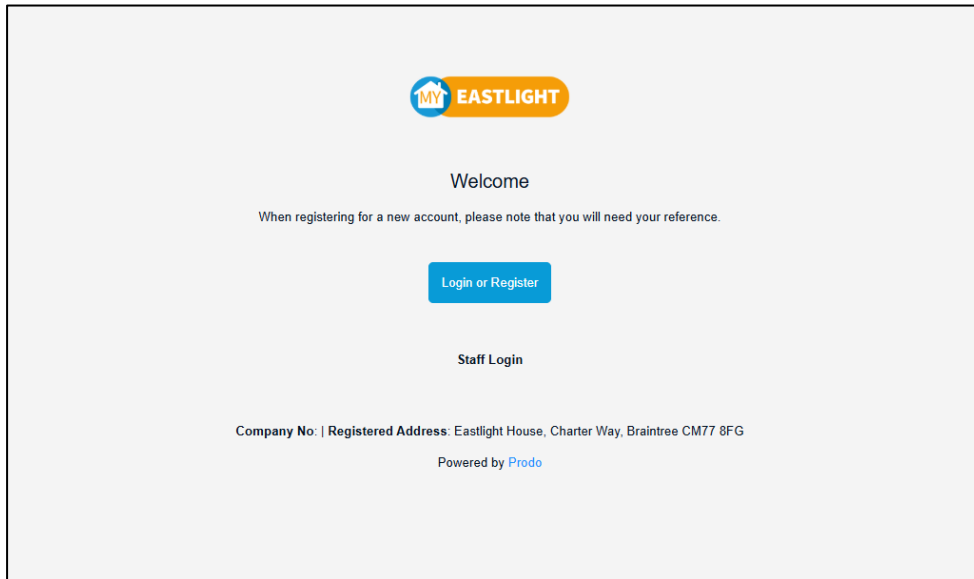 MY EASTLIGHT
Welcome
When registering for a new account, please note that you will need your reference.
Login or Register
Staff Login
Company No: | Registered Address: Eastlight House, Charter Way, Braintree CM77 8FG
Powered by Prodo